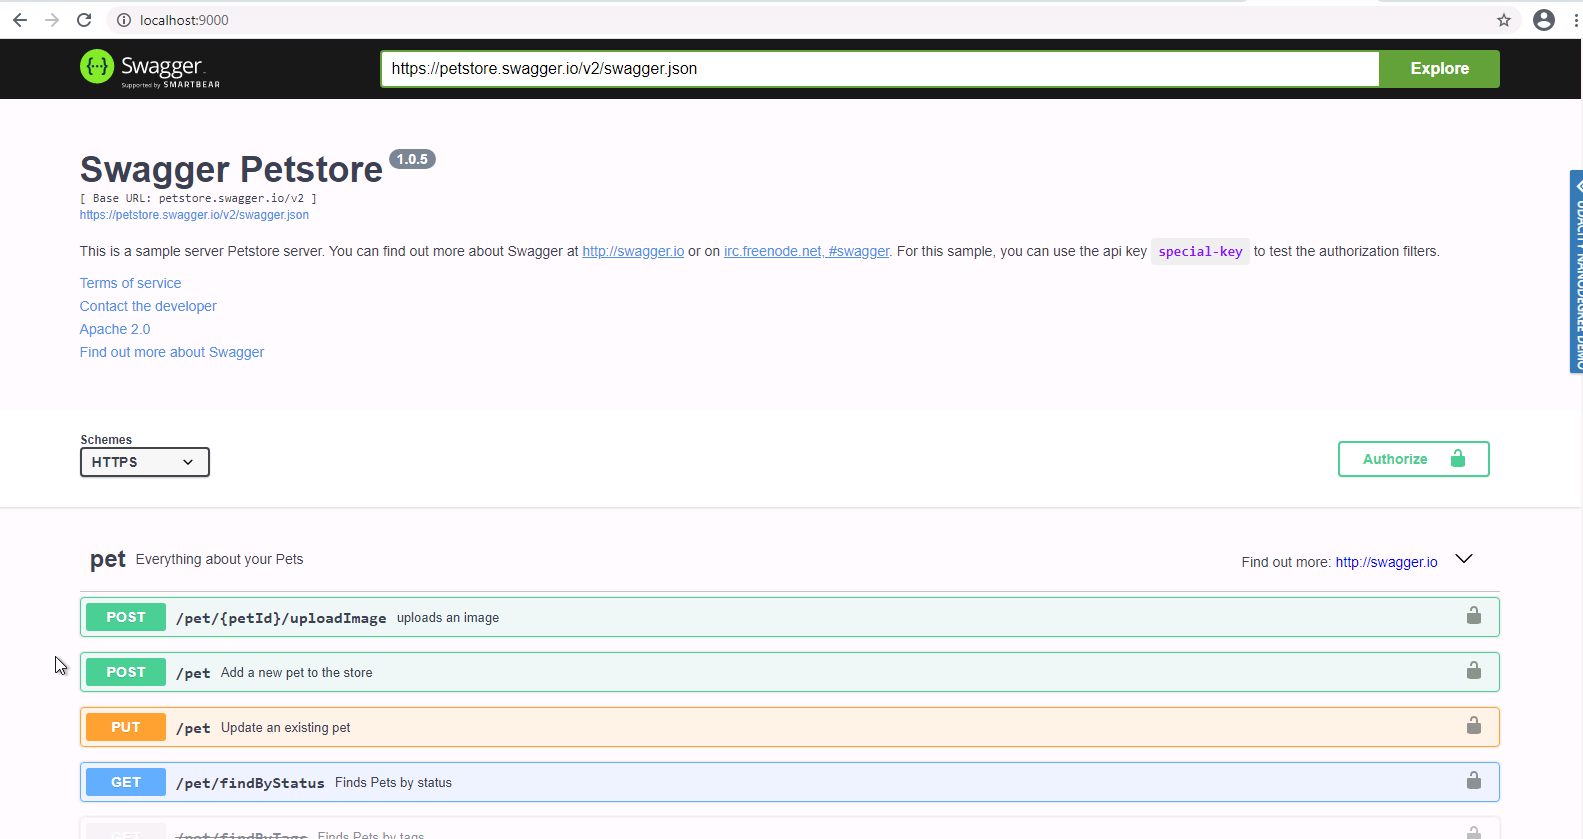 localhost:9000
Swagger
Supported by SMARTBEAR
https://petstore.swagger.io/v2/swagger.json
Explore
Swagger Petstore 1.0.5
[ Base URL: petstore.swagger.io/v2 ]
https://petstore.swagger.io/v2/swagger.json
This is a sample server Petstore server. You can find out more about Swagger at http://swagger.io or on irc.freenode.net, #swagger. For this sample, you can use the api key special-key to test the authorization filters.
Terms of service
Contact the developer
Apache 2.0
Find out more about Swagger
Schemes
HTTPS
Authorize
pet Everything about your Pets
Find out more: http://swagger.io
POST /pet/{petId}/uploadImage uploads an image
POST /pet Add a new pet to the store
PUT /pet Update an existing pet
GET /pet/findByStatus Finds Pets by status
GET /pet/findByTags Finds Pets by tags
NANODEGREE DEMO